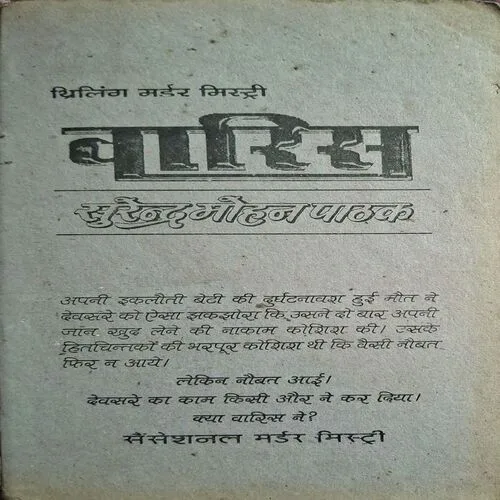 थ्रिलिंग मर्डर मिस्ट्री
वारिस
सुरेन्द्र मोहन पाठक
अपनी इकलौती बेटी की दुर्घटनावश हुई मौत ने
देवसरे को ऐसा झकझोरा कि उसने दो बार अपनी
जान खुद लेने की नाकाम कोशिश की। उसके
हितचिन्तकों की भरपूर कोशिश थी कि वैसी नौबत
फिर न आये।
लेकिन नौबत आई।
देवसरे का काम किसी और ने कर दिया।
क्या वारिस ने?
सैंसेशनल मर्डर मिस्ट्री